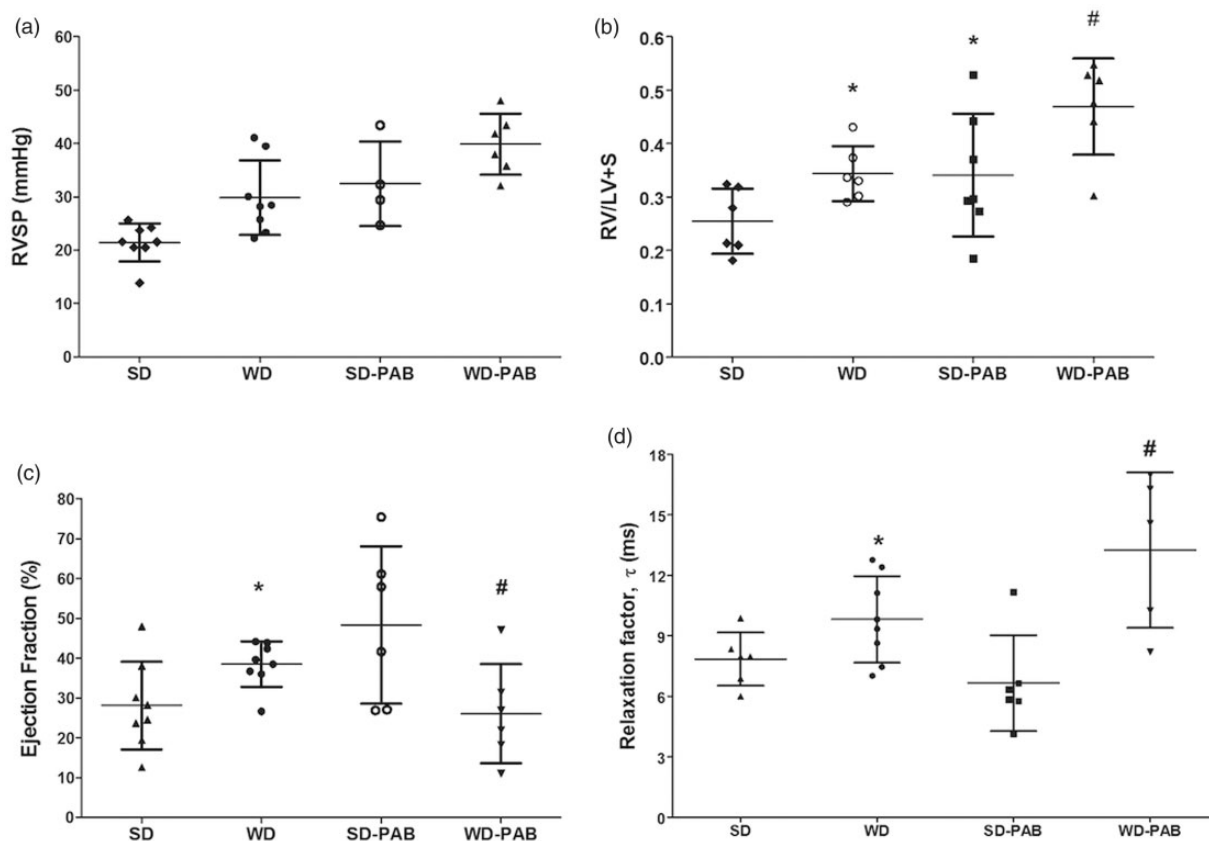 (a)
RVSP (mmHg)
60
50
40
30
20
10
0
SD WD SD-PAB WD-PAB
(b)
RV/LV+S
0.6
0.5
0.4
0.3
0.2
0.1
0.0
* * #
SD WD SD-PAB WD-PAB
(c)
Ejection Fraction (%)
80
70
60
50
40
30
20
10
0
* #
SD WD SD-PAB WD-PAB
(d)
Relaxation factor, τ (ms)
18
15
12
9
6
3
0
* #
SD WD SD-PAB WD-PAB